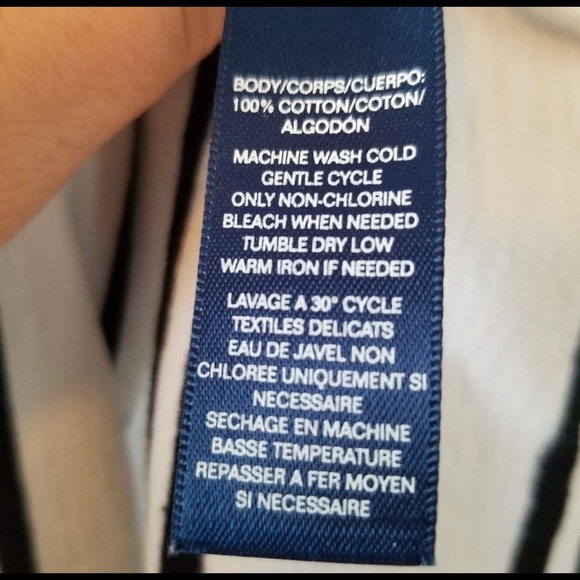 BODY/CORPS/CUERPO:
100% COTTON/COTON/
ALGODÓN
MACHINE WASH COLD
GENTLE CYCLE
ONLY NON-CHLORINE
BLEACH WHEN NEEDED
TUMBLE DRY LOW
WARM IRON IF NEEDED
LAVAGE A 30° CYCLE
TEXTILES DELICATS
EAU DE JAVEL NON
CHLOREE UNIQUEMENT SI
NECESSAIRE
SECHAGE EN MACHINE
BASSE TEMPERATURE
REPASSER A FER MOYEN
SI NECESSAIRE